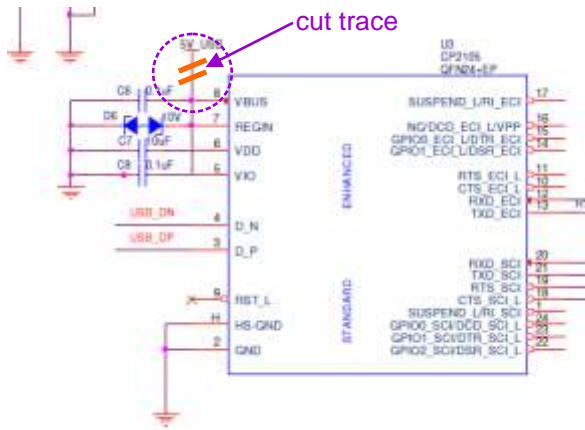 cut trace
5V_USB
U3
CP2105
QFN24-EP
C6 0.1uF
D6 10V
C7 10uF
C8 0.1uF
8 VBUS
7 REGIN
6 VDD
5 VIO
USB_DN 4 D_N
USB_DP 3 D_P
9 RST_L
H HS-GND
2 GND
ENHANCED
STANDARD
SUSPEND_L/RI_ECI 17
NC/DCD_ECI_L/VPP 16
GPIO0_ECI_L/DTR_ECI 15
GPIO1_ECI_L/DSR_ECI 14
RTS_ECI_L 11
CTS_ECI_L 10
RXD_ECI 12
TXD_ECI 13
RXD_SCI 20
TXD_SCI 21
RTS_SCI 19
CTS_SCI_L 18
SUSPEND_L/RI_SCI 1
GPIO0_SCI/DCD_SCI_L 24
GPIO1_SCI/DTR_SCI_L 23
GPIO2_SCI/DSR_SCI_L 22